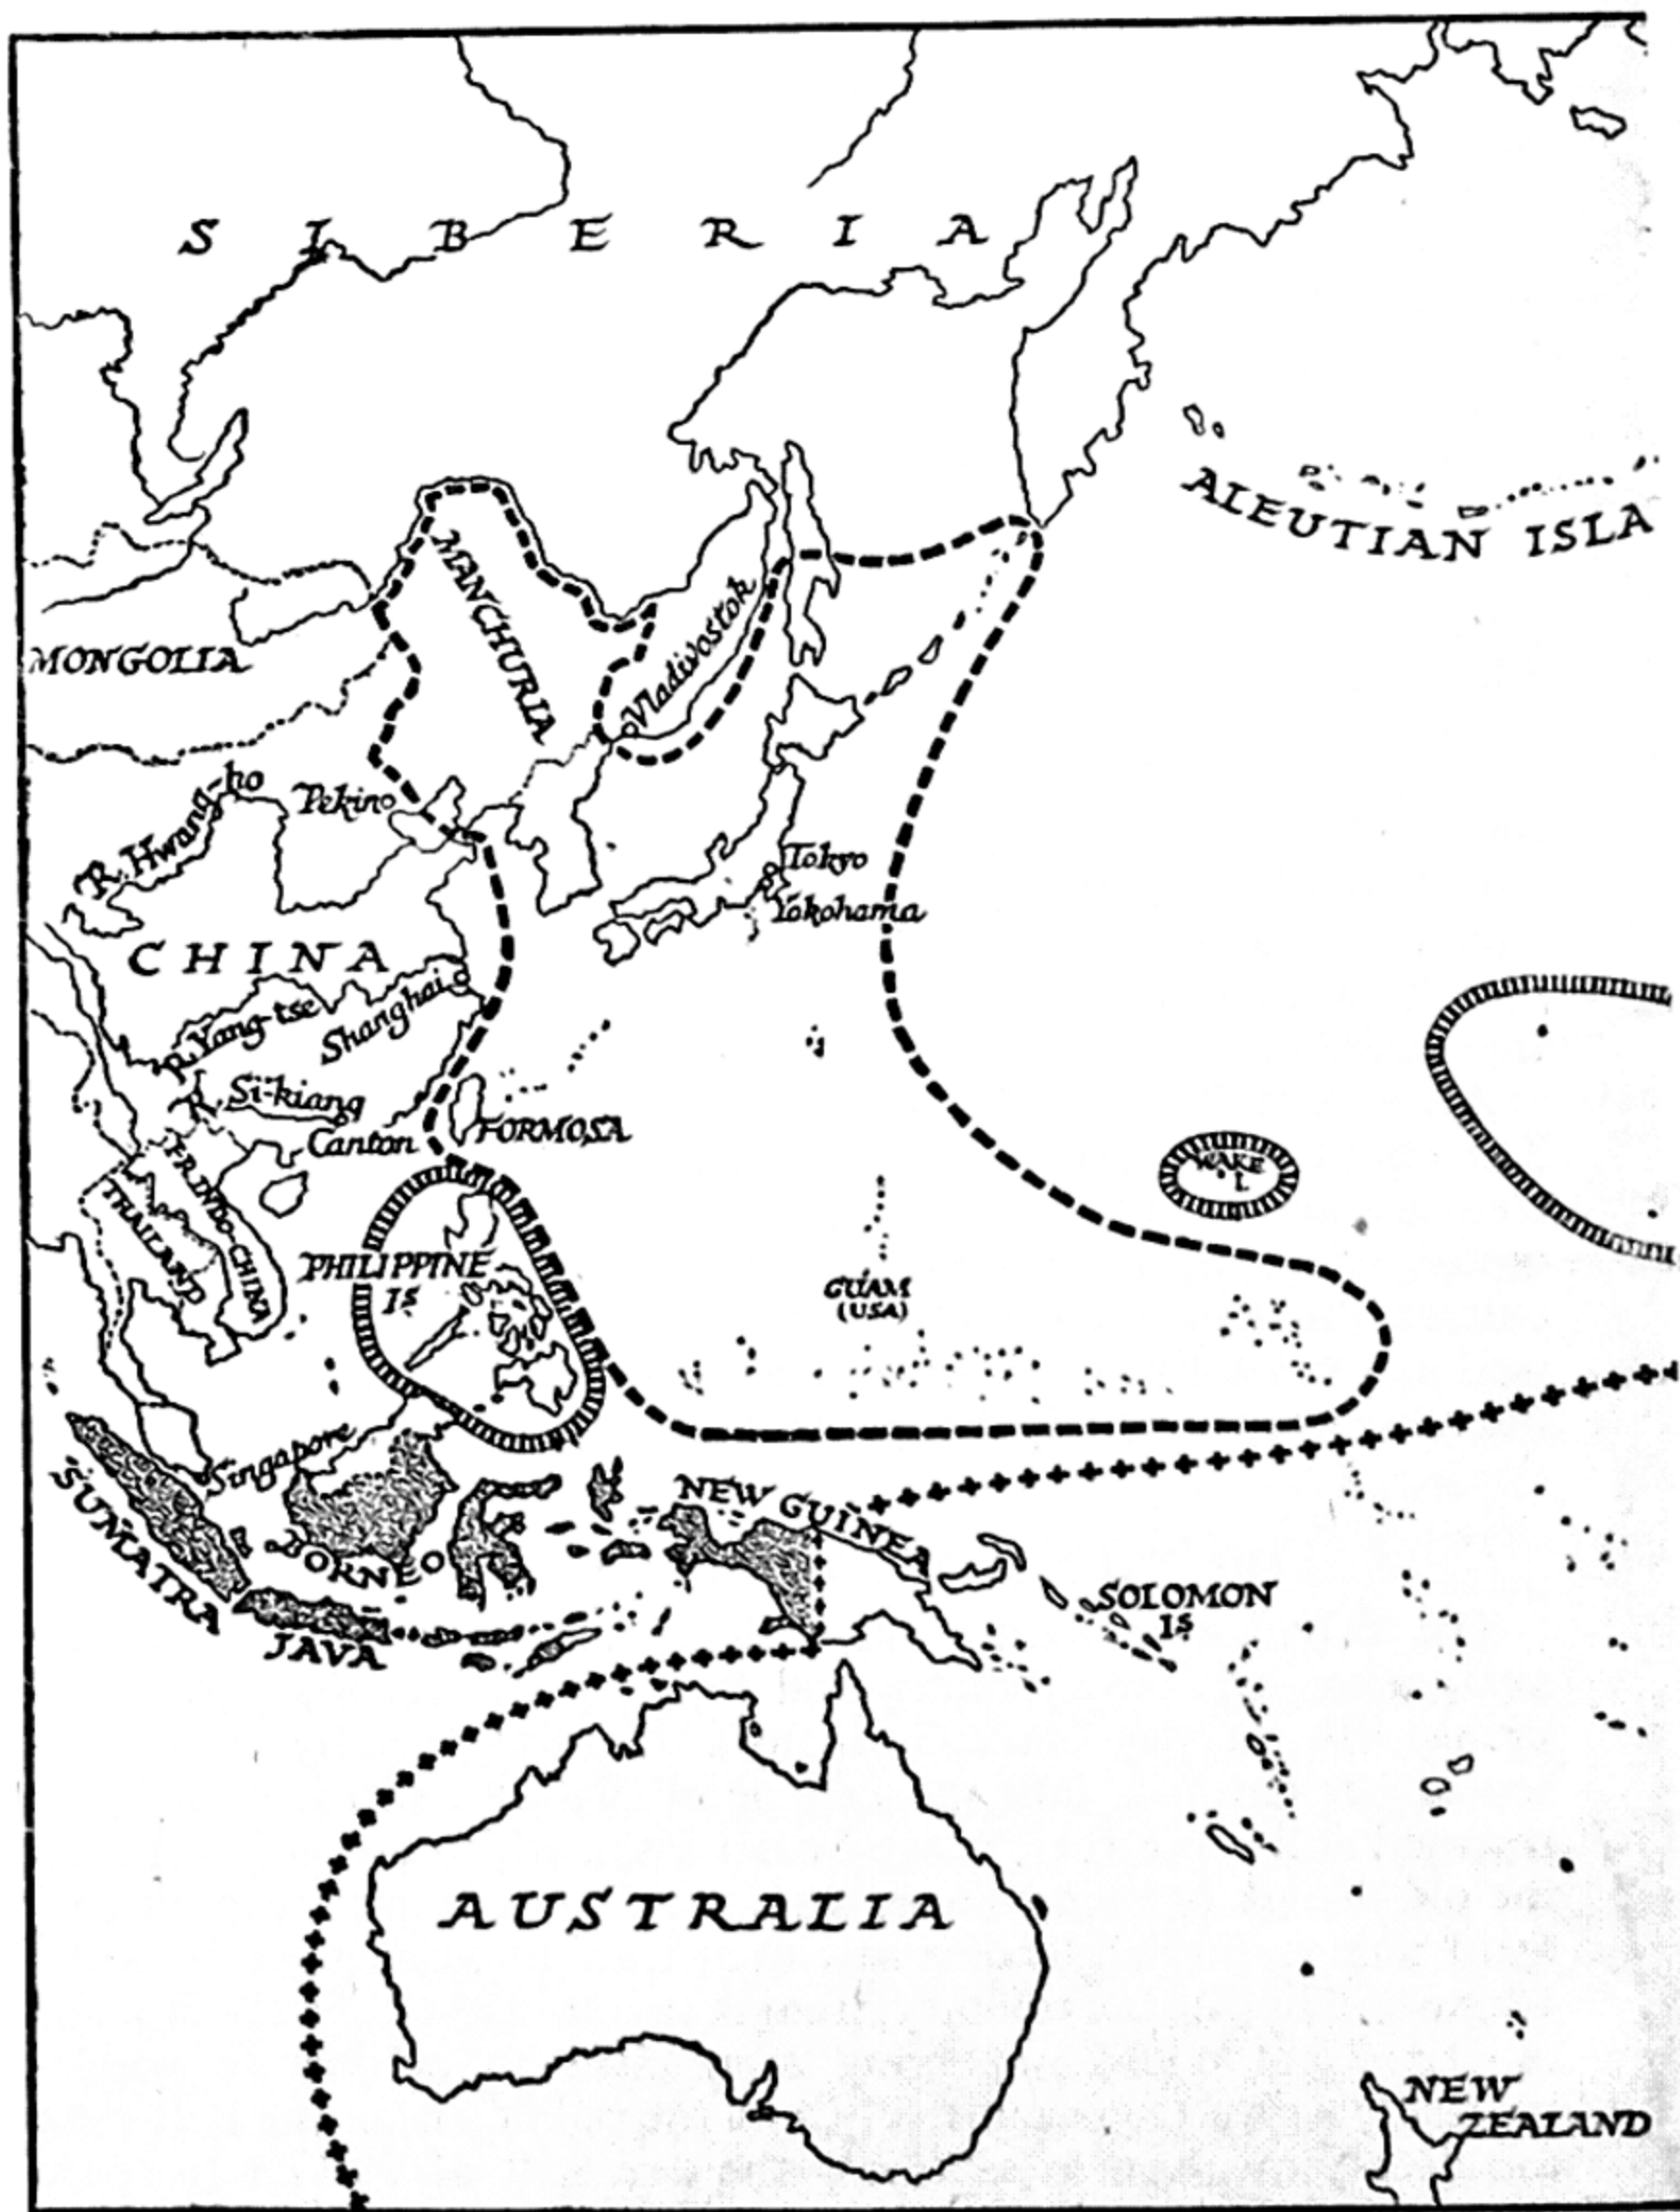 SIBERIA
ALEUTIAN ISLA
MANCHURIA
Vladivostok
MONGOLIA
R. Hwang-ho
Pekin
Tokyo
Yokohama
CHINA
R. Yang-tse
Shanghai
R. Si-kiang
Canton
FORMOSA
WAKE
I.
FR. INDO-CHINA
THAILAND
PHILIPPINE
Is
GUAM
(USA)
Singapore
SUMATRA
BORNEO
NEW GUINEA
JAVA
SOLOMON
Is
AUSTRALIA
NEW
ZEALAND